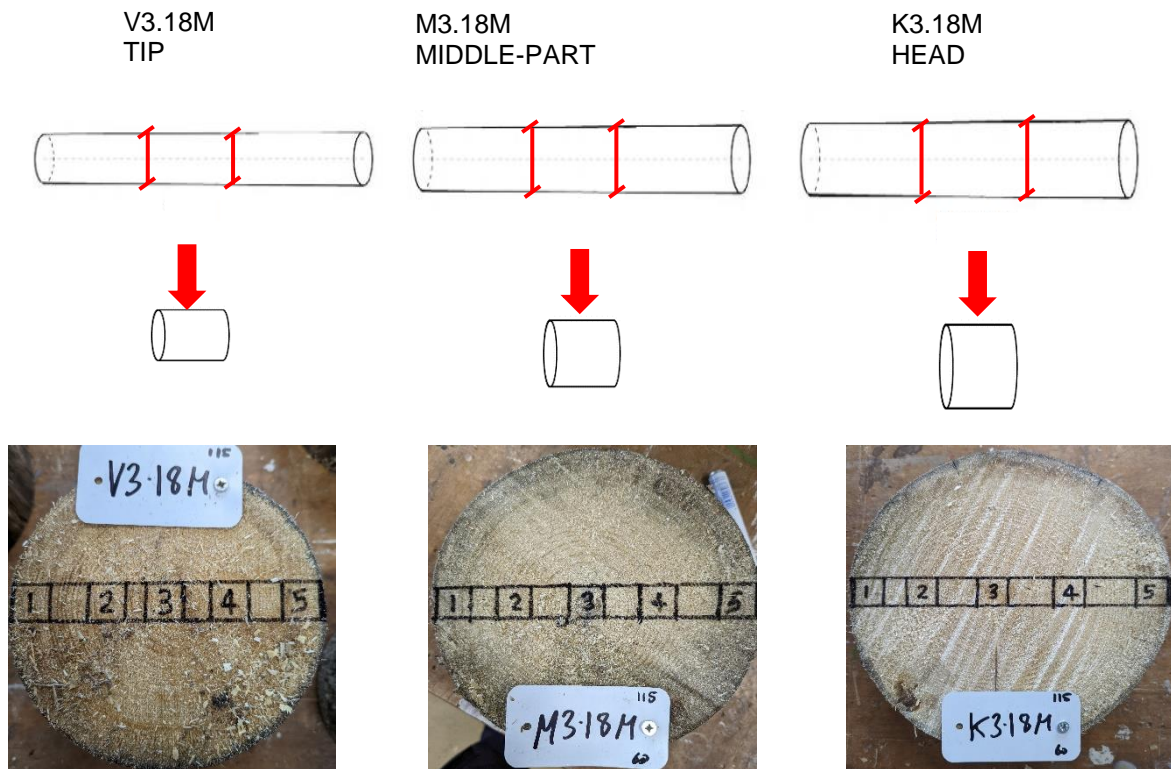 V3.18M
TIP
M3.18M
MIDDLE-PART
K3.18M
HEAD
115
V3.18M
1 2 3 4 5
1 2 3 4 5
115
M3.18M
60
1 2 3 4 5
115
K3.18M
60